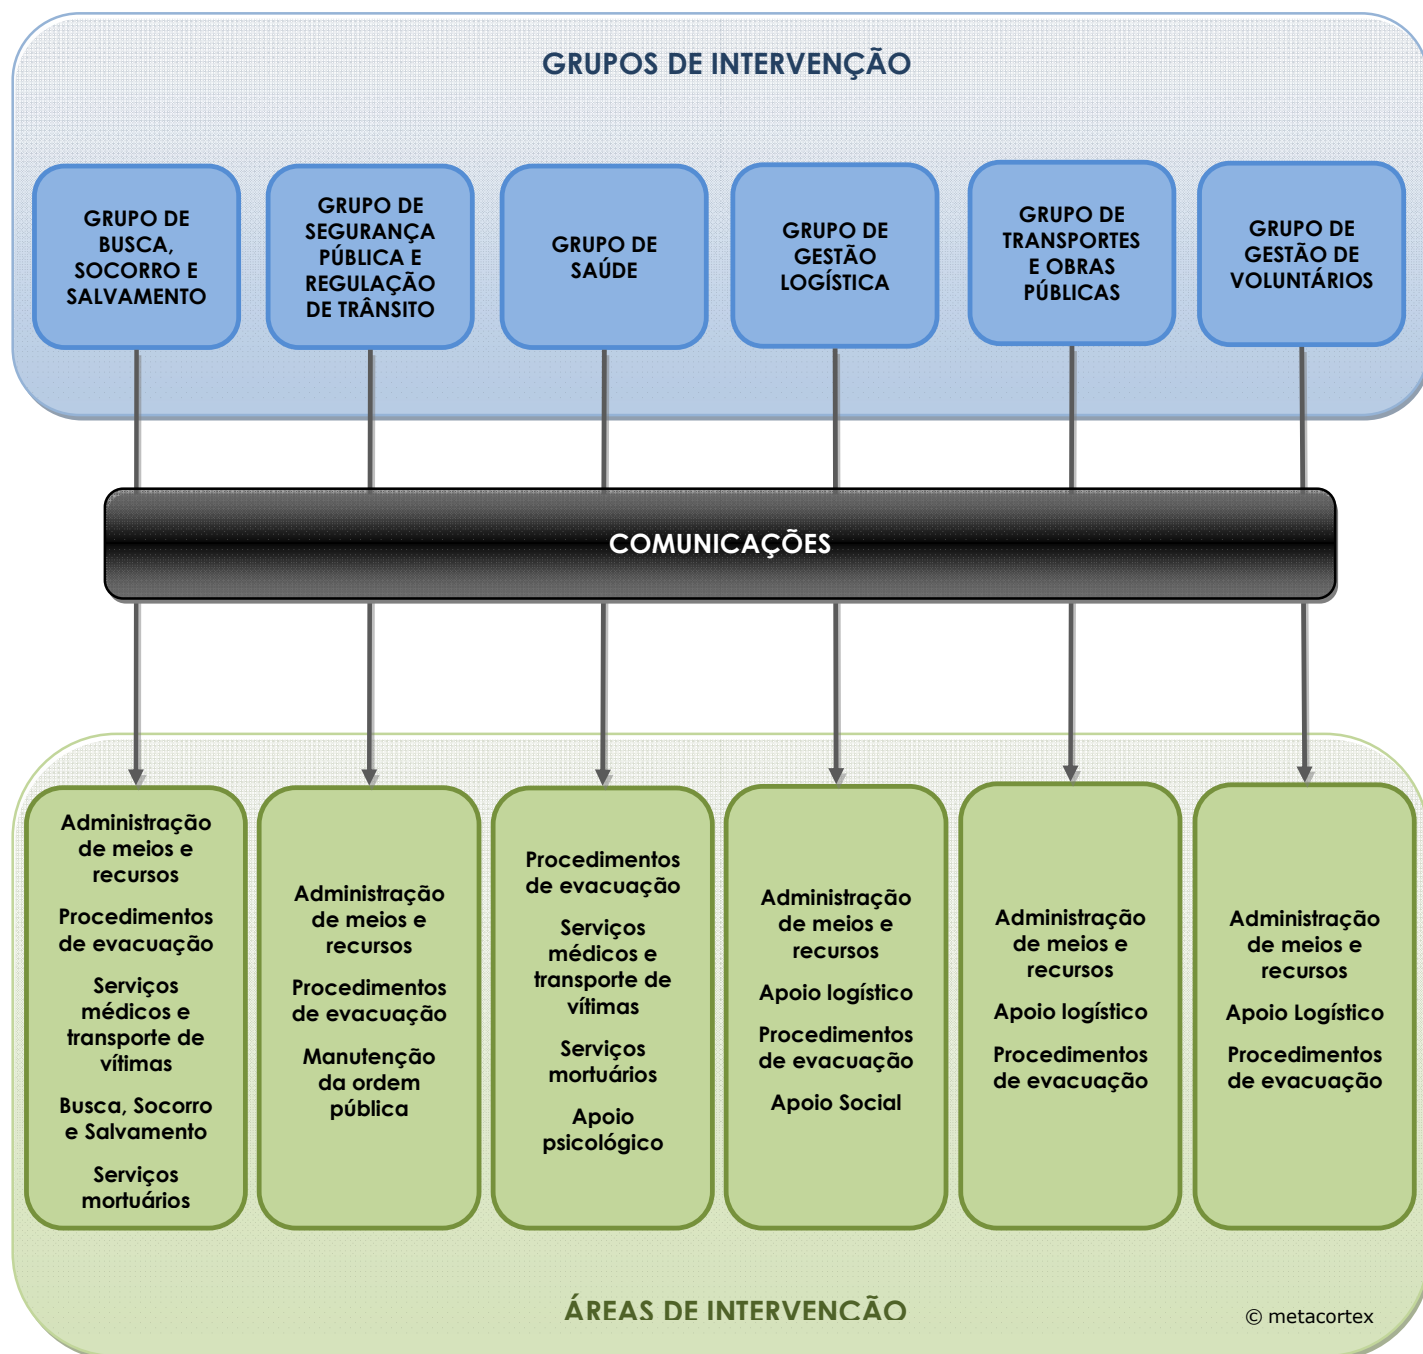 GRUPOS DE INTERVENÇÃO
GRUPO DE
BUSCA,
SOCORRO E
SALVAMENTO
GRUPO DE
SEGURANÇA
PÚBLICA E
REGULAÇÃO
DE TRÂNSITO
GRUPO DE
SAÚDE
GRUPO DE
GESTÃO
LOGÍSTICA
GRUPO DE
TRANSPORTES
E OBRAS
PÚBLICAS
GRUPO DE
GESTÃO DE
VOLUNTÁRIOS
COMUNICAÇÕES
Administração
de meios e
recursos
Procedimentos
de evacuação
Serviços
médicos e
transporte de
vítimas
Busca, Socorro
e Salvamento
Serviços
mortuários
Administração
de meios e
recursos
Procedimentos
de evacuação
Manutenção
da ordem
pública
Procedimentos
de evacuação
Serviços
médicos e
transporte de
vítimas
Serviços
mortuários
Apoio
psicológico
Administração
de meios e
recursos
Apoio logístico
Procedimentos
de evacuação
Apoio Social
Administração
de meios e
recursos
Apoio logístico
Procedimentos
de evacuação
Administração
de meios e
recursos
Apoio Logístico
Procedimentos
de evacuação
ÁREAS DE INTERVENÇÃO
© metacortex